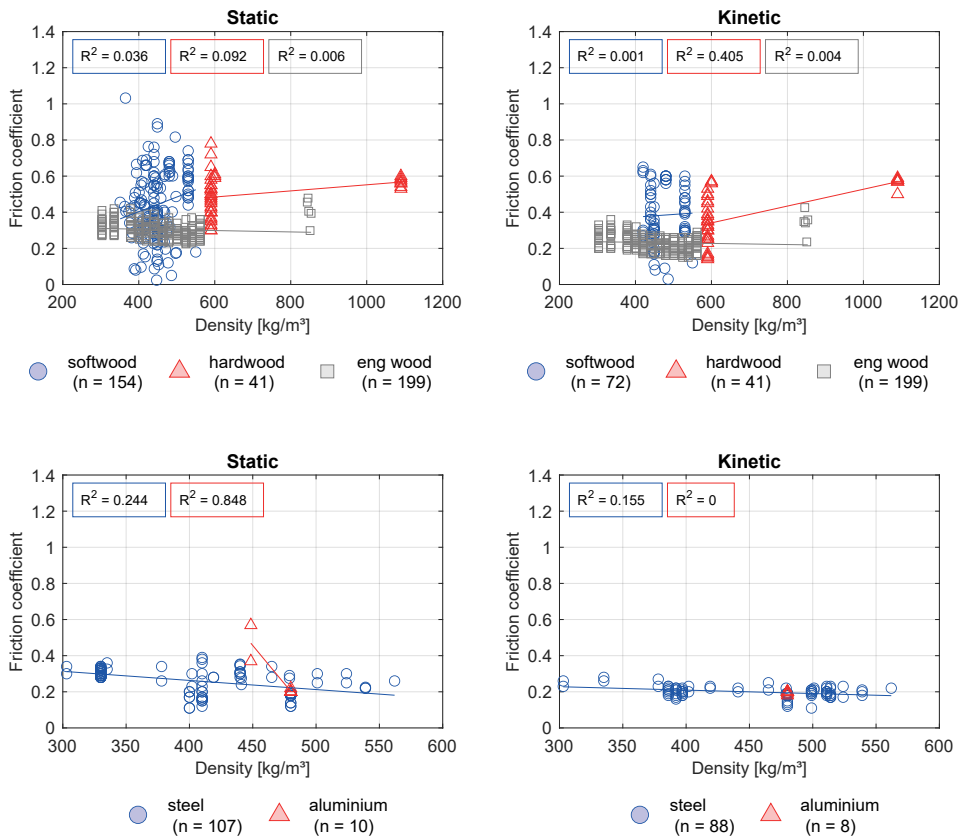 Static
R² = 0.036 R² = 0.092 R² = 0.006
1.4
1.2
1
0.8
0.6
0.4
0.2
0
Friction coefficient
200 400 600 800 1000 1200
Density [kg/m³]
softwood (n = 154)
hardwood (n = 41)
eng wood (n = 199)
Kinetic
R² = 0.001 R² = 0.405 R² = 0.004
1.4
1.2
1
0.8
0.6
0.4
0.2
0
Friction coefficient
200 400 600 800 1000 1200
Density [kg/m³]
softwood (n = 72)
hardwood (n = 41)
eng wood (n = 199)
Static
R² = 0.244 R² = 0.848
1.4
1.2
1
0.8
0.6
0.4
0.2
0
Friction coefficient
300 350 400 450 500 550 600
Density [kg/m³]
steel (n = 107)
aluminium (n = 10)
Kinetic
R² = 0.155 R² = 0
1.4
1.2
1
0.8
0.6
0.4
0.2
0
Friction coefficient
300 350 400 450 500 550 600
Density [kg/m³]
steel (n = 88)
aluminium (n = 8)